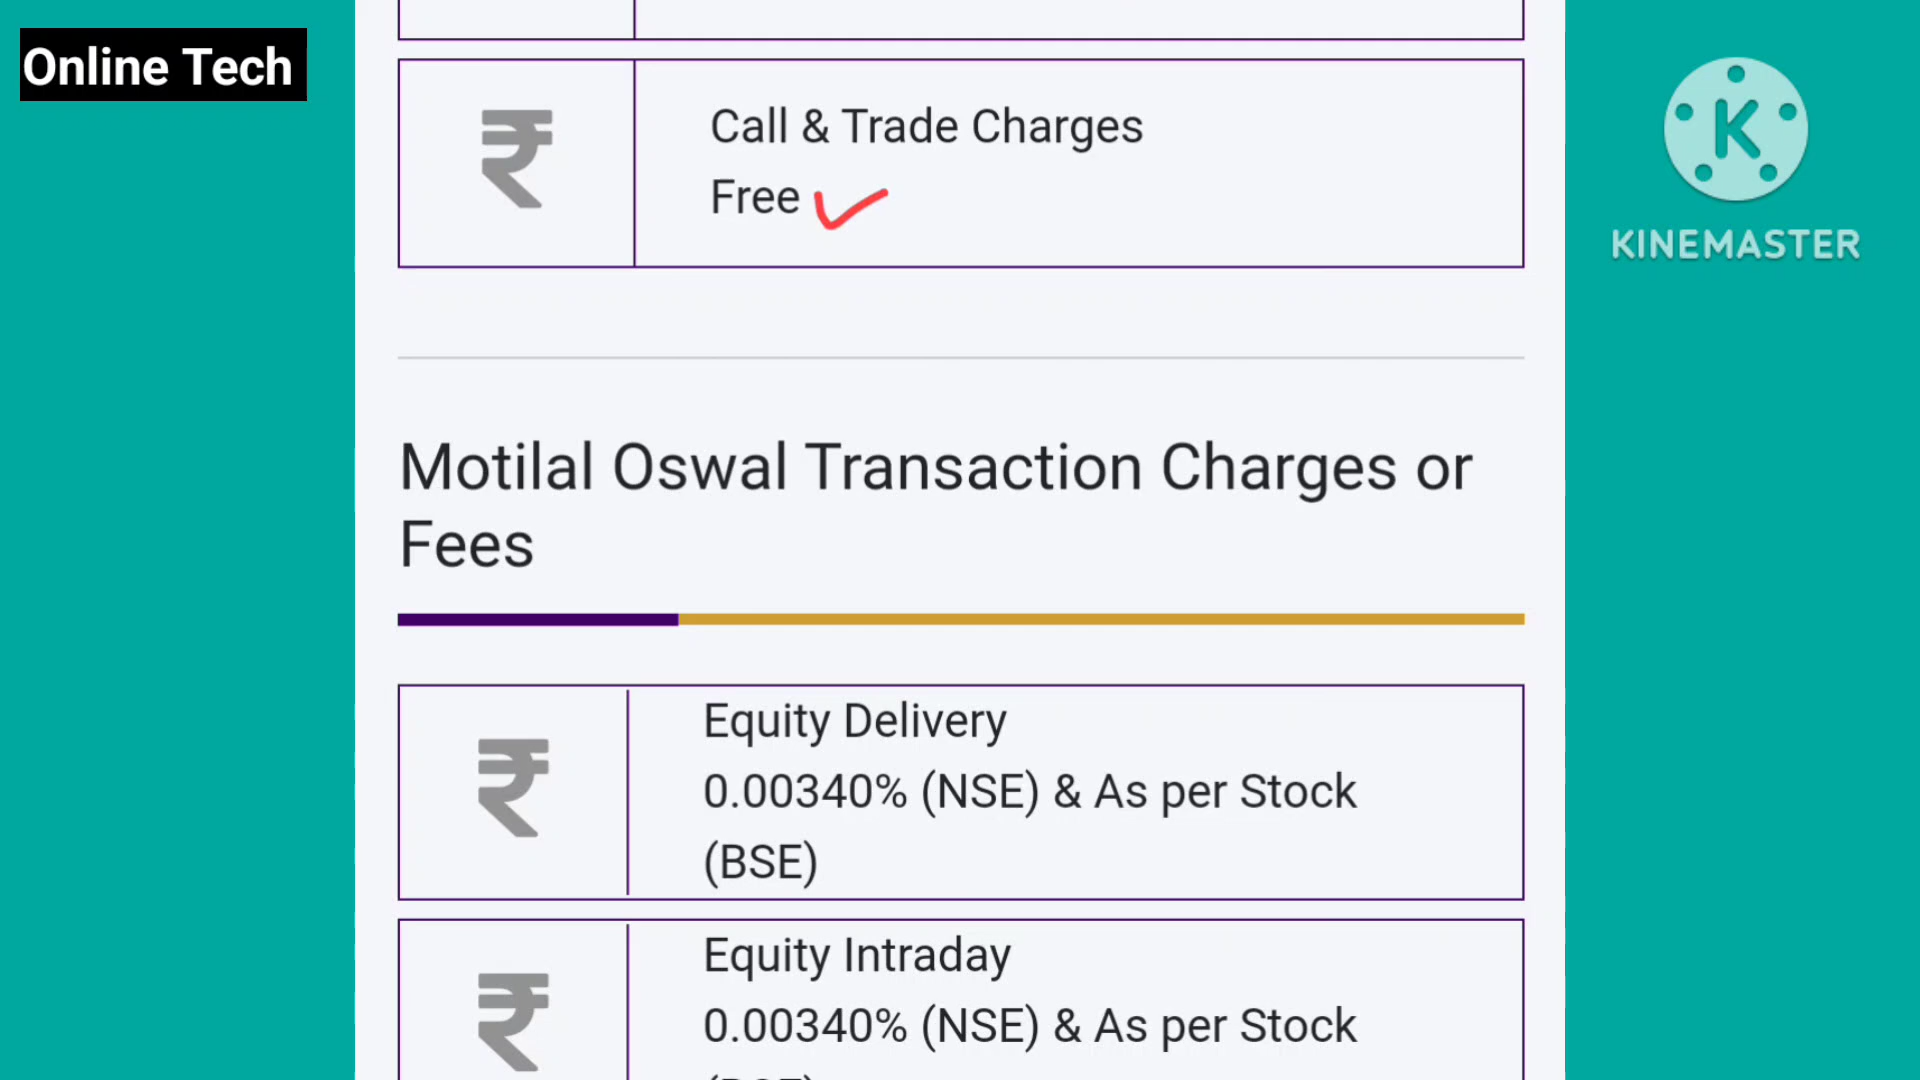 Online Tech
K
KINEMASTER
₹
Call & Trade Charges
Free
Motilal Oswal Transaction Charges or
Fees
₹
Equity Delivery
0.00340% (NSE) & As per Stock
(BSE)
₹
Equity Intraday
0.00340% (NSE) & As per Stock